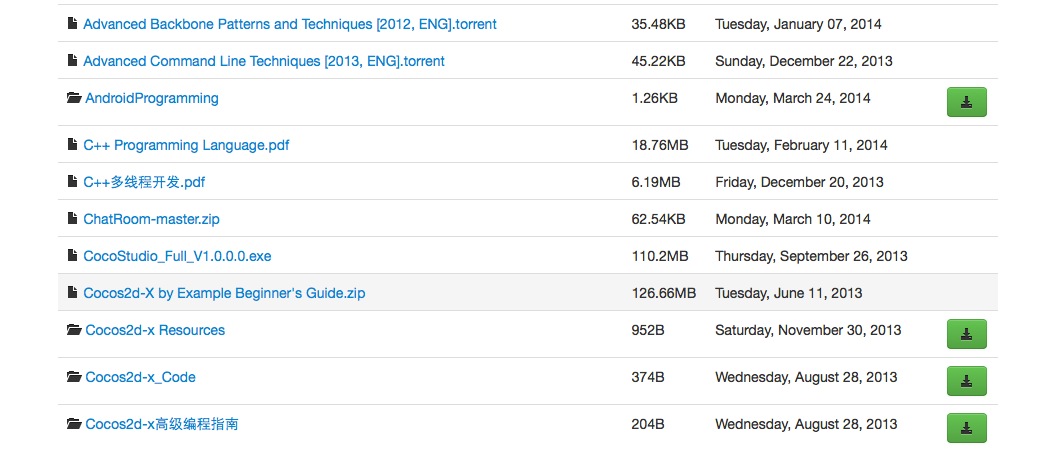 Advanced Backbone Patterns and Techniques [2012, ENG].torrent 35.48KB Tuesday, January 07, 2014
Advanced Command Line Techniques [2013, ENG].torrent 45.22KB Sunday, December 22, 2013
AndroidProgramming 1.26KB Monday, March 24, 2014
C++ Programming Language.pdf 18.76MB Tuesday, February 11, 2014
C++多线程开发.pdf 6.19MB Friday, December 20, 2013
ChatRoom-master.zip 62.54KB Monday, March 10, 2014
CocoStudio_Full_V1.0.0.0.exe 110.2MB Thursday, September 26, 2013
Cocos2d-X by Example Beginner's Guide.zip 126.66MB Tuesday, June 11, 2013
Cocos2d-x Resources 952B Saturday, November 30, 2013
Cocos2d-x_Code 374B Wednesday, August 28, 2013
Cocos2d-x高级编程指南 204B Wednesday, August 28, 2013